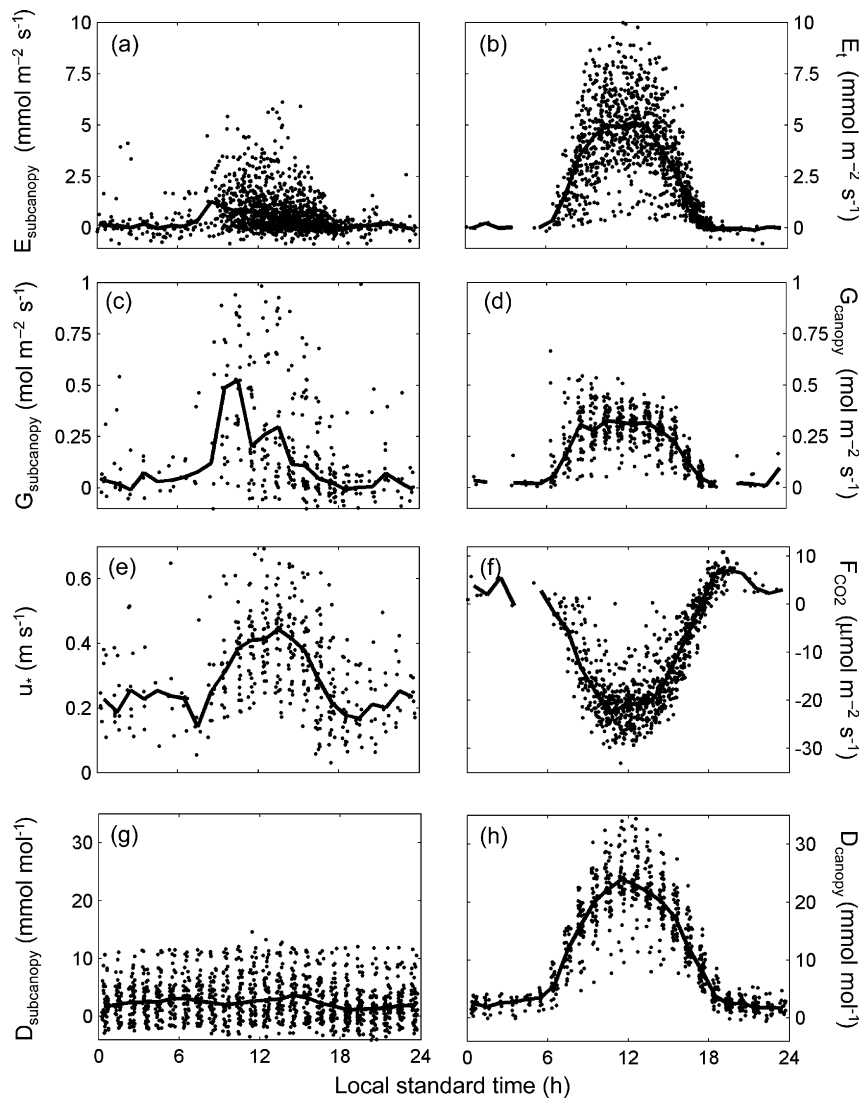 (a)
E_subcanopy (mmol m⁻² s⁻¹)
10
7.5
5
2.5
0
(b)
E_t (mmol m⁻² s⁻¹)
10
7.5
5
2.5
0
(c)
G_subcanopy (mol m⁻² s⁻¹)
1
0.75
0.5
0.25
0
(d)
G_canopy (mol m⁻² s⁻¹)
1
0.75
0.5
0.25
0
(e)
u_* (m s⁻¹)
0.6
0.4
0.2
0
(f)
F_CO2 (μmol m⁻² s⁻¹)
10
0
-10
-20
-30
(g)
D_subcanopy (mmol mol⁻¹)
30
20
10
0
0 6 12 18 24
(h)
D_canopy (mmol mol⁻¹)
30
20
10
0
0 6 12 18 24
Local standard time (h)